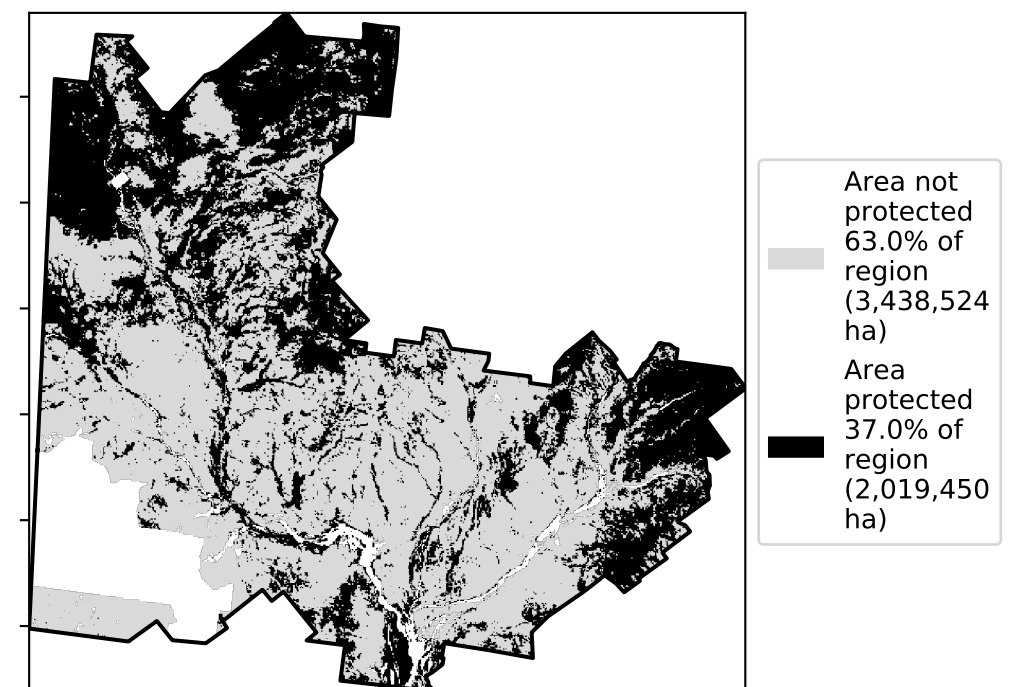 Area not
protected
63.0% of
region
(3,438,524
ha)
Area
protected
37.0% of
region
(2,019,450
ha)